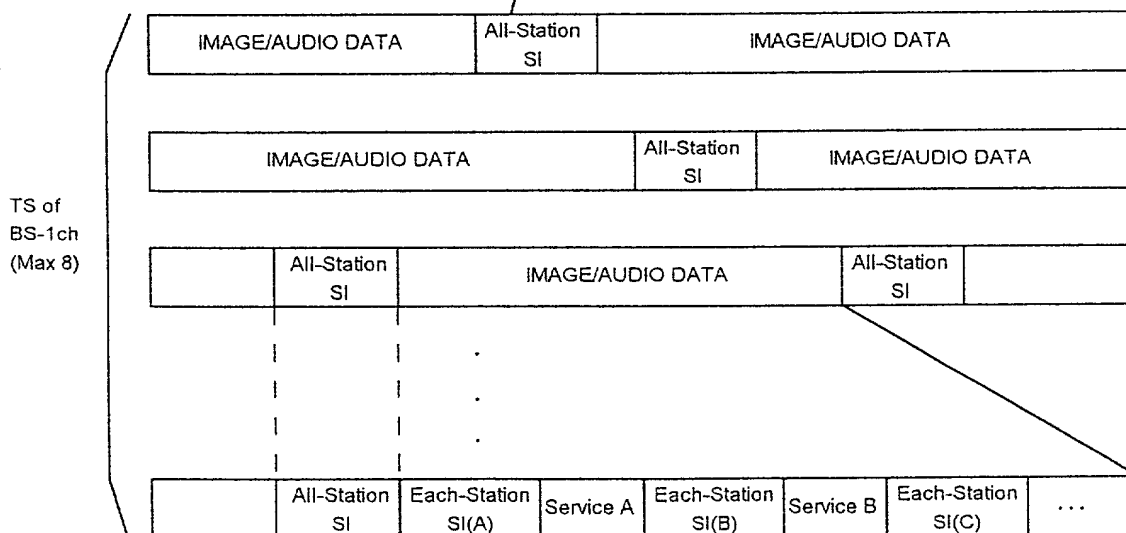 IMAGE/AUDIO DATA
All-Station
SI
IMAGE/AUDIO DATA
IMAGE/AUDIO DATA
All-Station
SI
IMAGE/AUDIO DATA
TS of
BS-1ch
(Max 8)
All-Station
SI
IMAGE/AUDIO DATA
All-Station
SI
All-Station
SI
Each-Station
SI(A)
Service A
Each-Station
SI(B)
Service B
Each-Station
SI(C)
...